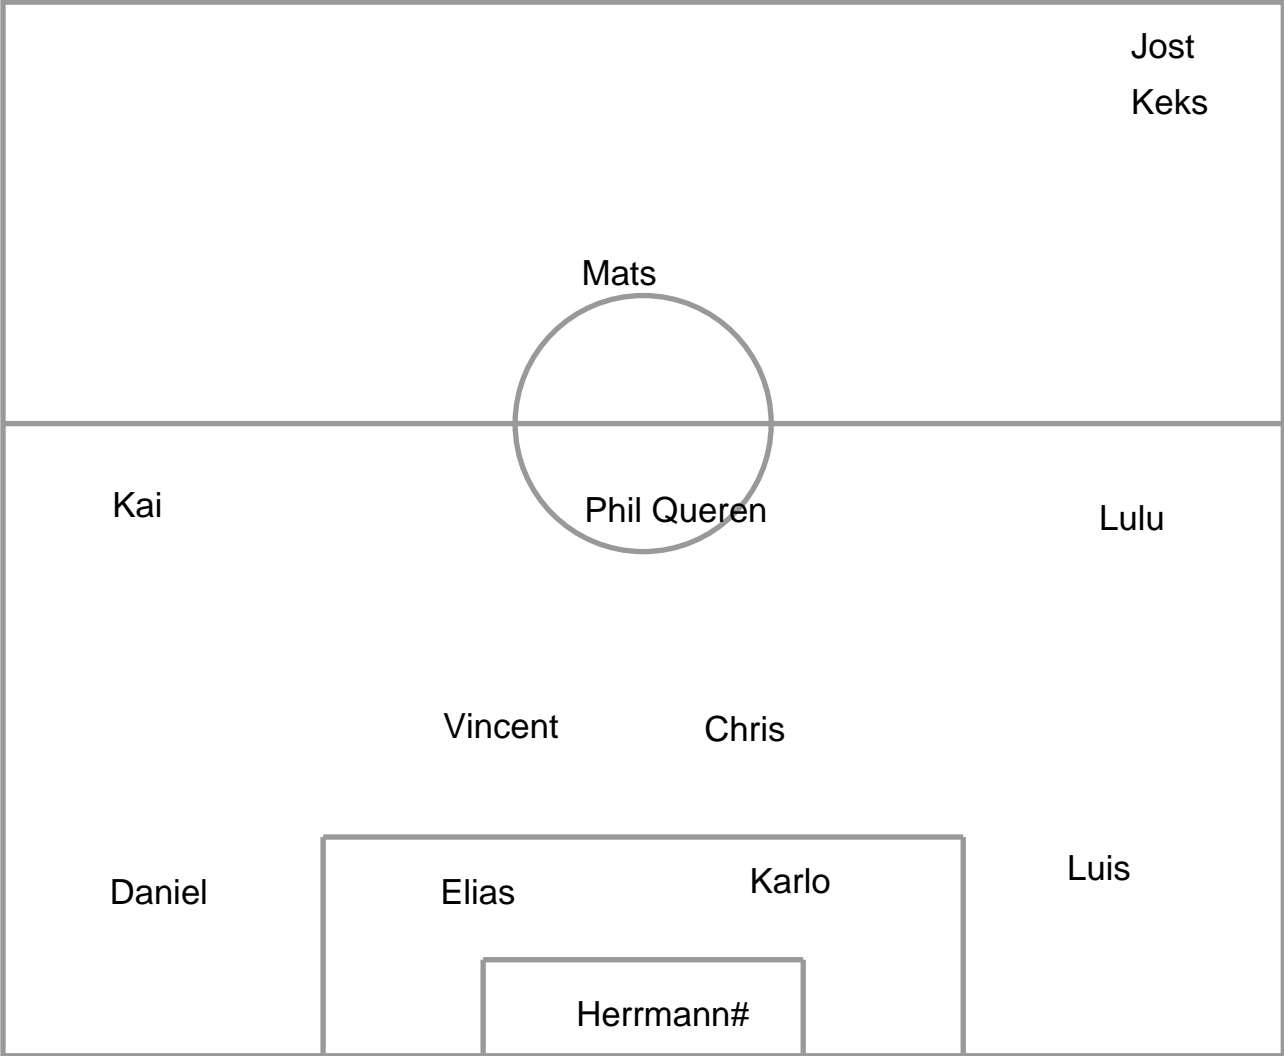 Jost
Keks
Mats
Kai
Phil Queren
Lulu
Vincent
Chris
Daniel
Elias
Karlo
Luis
Herrmann#